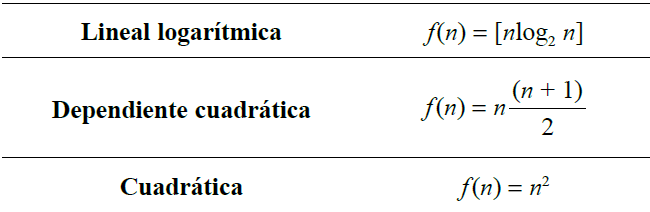 Lineal logarítmica f(n) = [nlog₂ n]
Dependiente cuadrática f(n) = n (n + 1) / 2
Cuadrática f(n) = n²